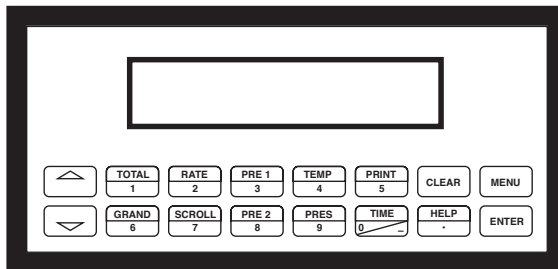 TOTAL RATE PRE 1 TEMP PRINT
1 2 3 4 5 CLEAR MENU
GRAND SCROLL PRE 2 PRES TIME HELP
6 7 8 9 0 – . ENTER